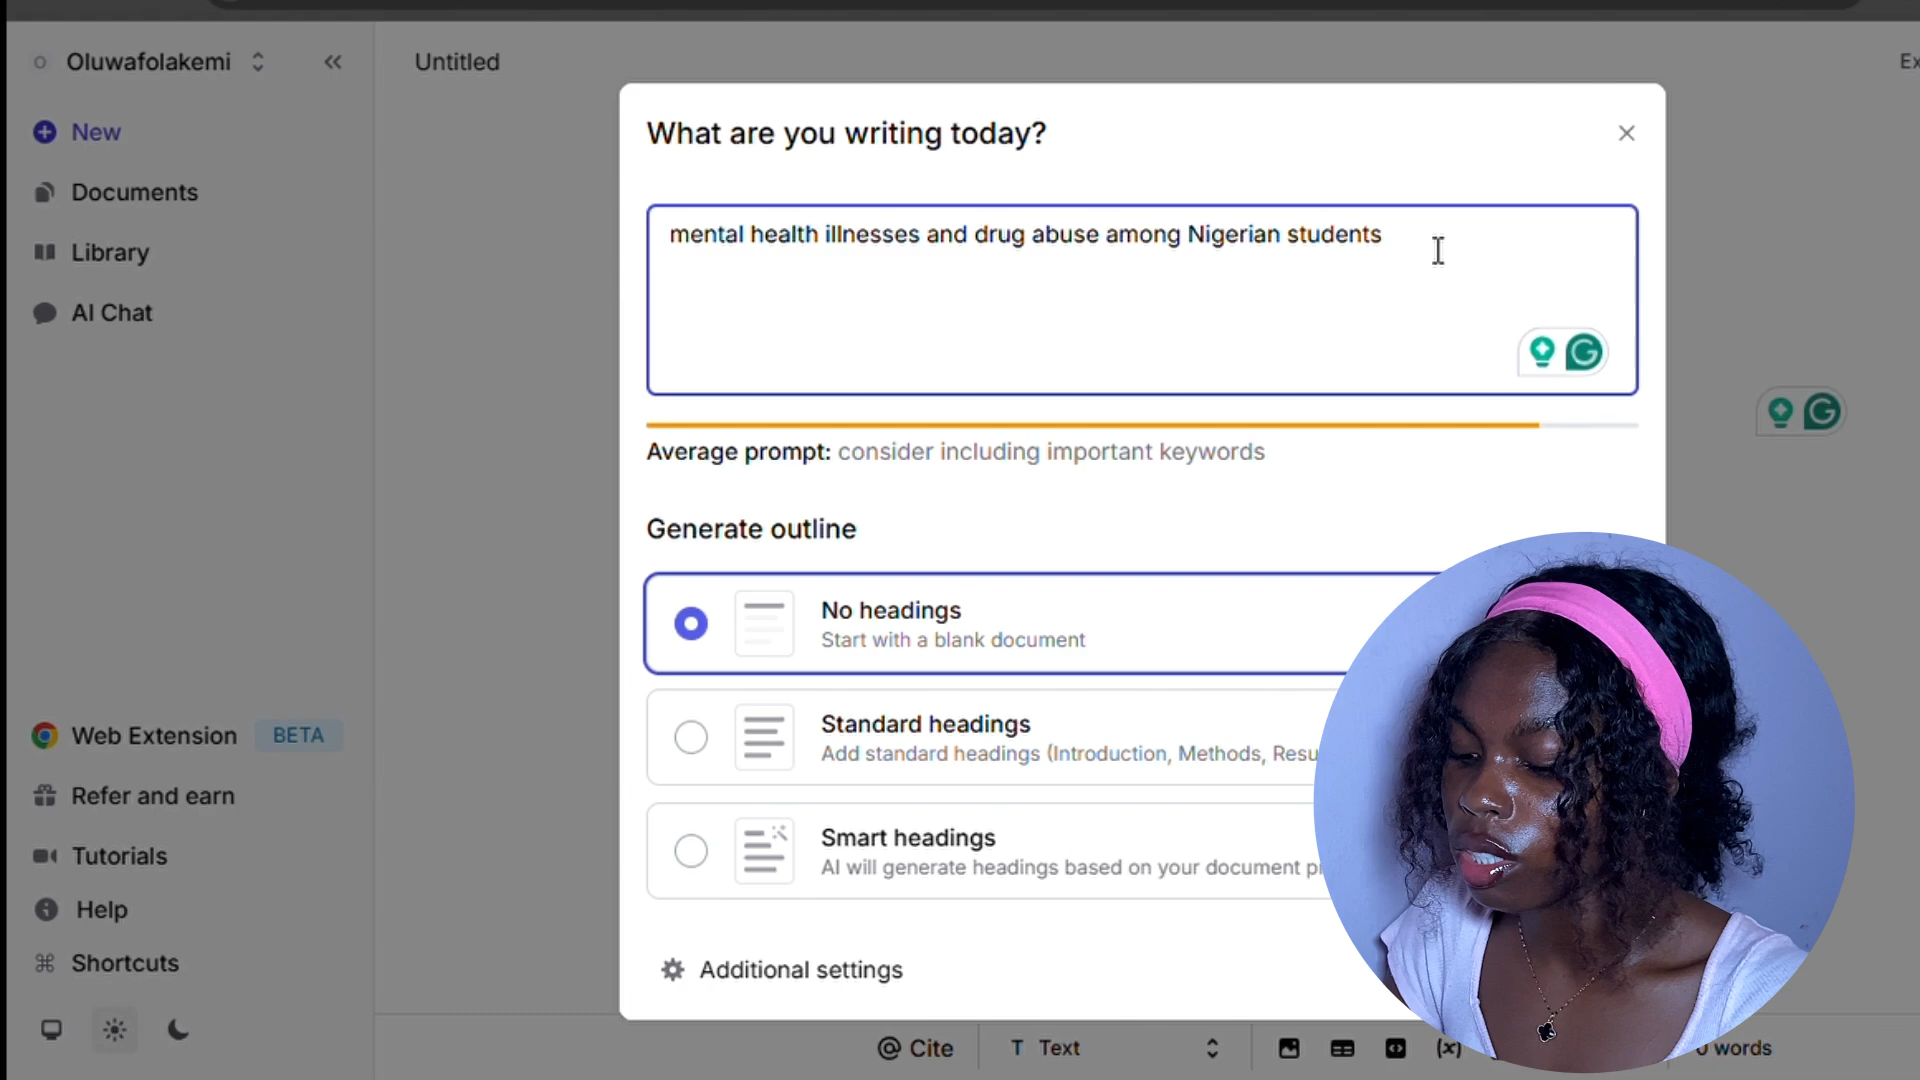 Oluwafolakemi
Untitled
Ex
New
Documents
Library
AI Chat
What are you writing today?
mental health illnesses and drug abuse among Nigerian students
Average prompt: consider including important keywords
Generate outline
No headings
Start with a blank document
Standard headings
Add standard headings (Introduction, Methods, Resu
Smart headings
AI will generate headings based on your document p
Additional settings
Web Extension BETA
Refer and earn
Tutorials
Help
Shortcuts
@ Cite
T Text
(x)
0 words